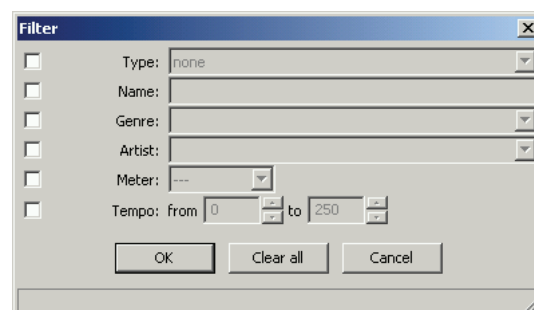 Filter
Type: none
Name:
Genre:
Artist:
Meter: ---
Tempo: from 0 to 250
OK Clear all Cancel